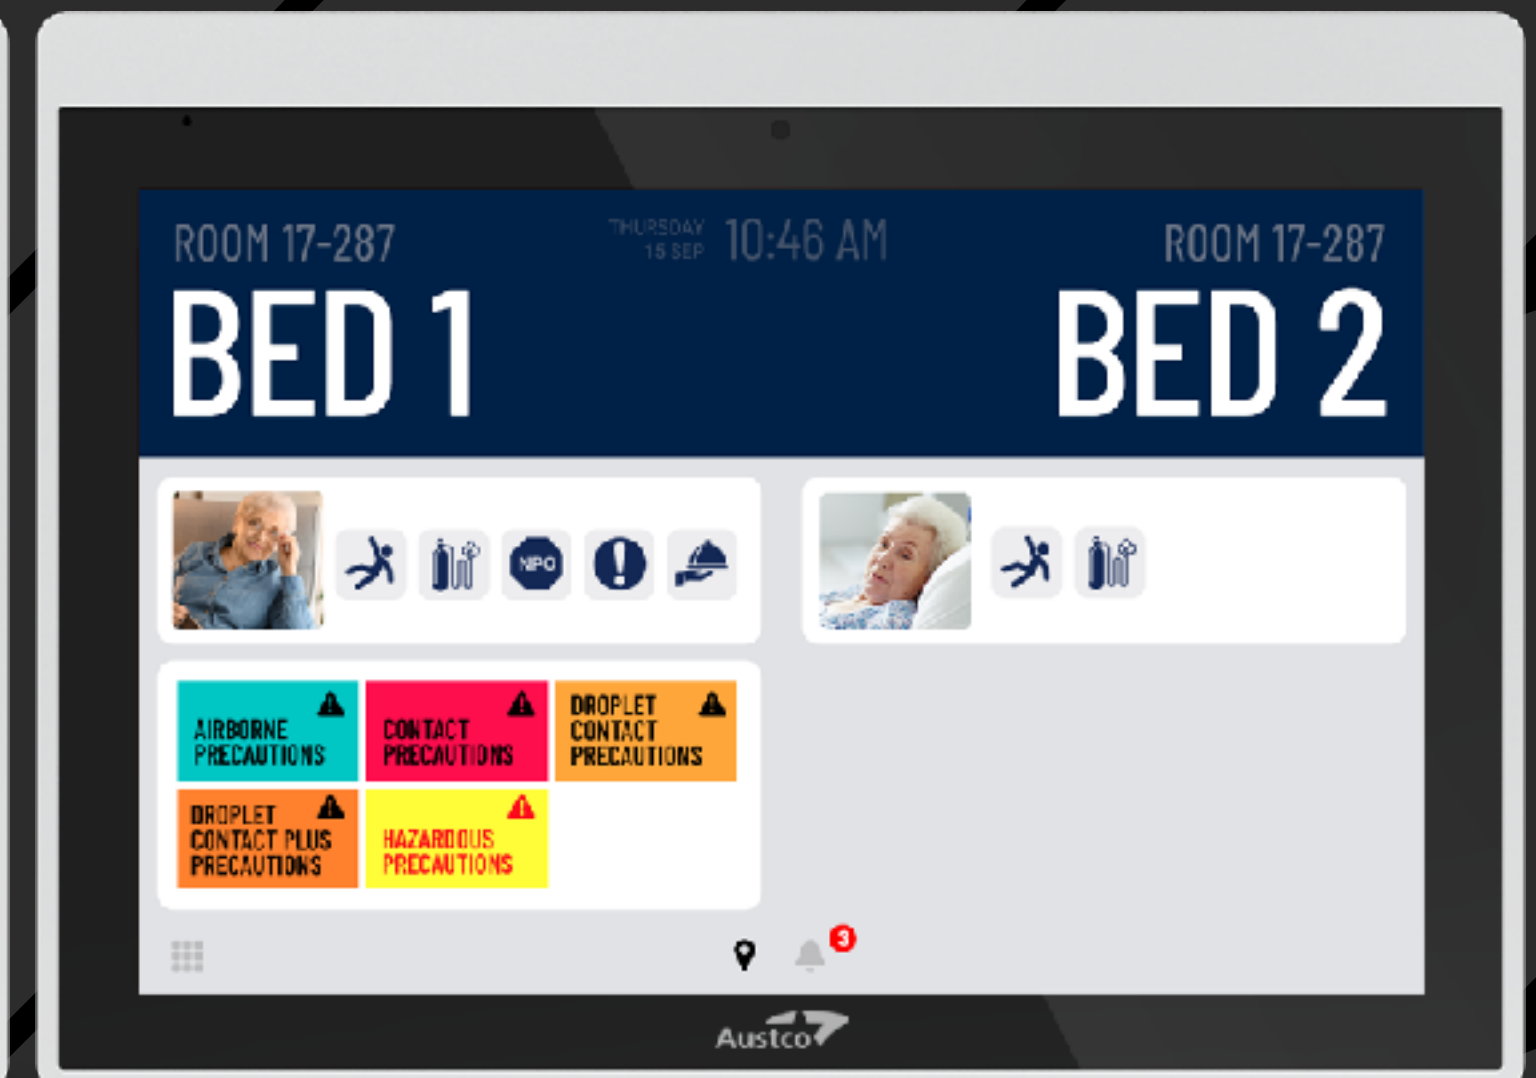 ROOM 17-287
THURSDAY
15 SEP
10:46 AM
ROOM 17-287
BED 1
BED 2
NPO
AIRBORNE
PRECAUTIONS
CONTACT
PRECAUTIONS
DROPLET
CONTACT
PRECAUTIONS
DROPLET
CONTACT PLUS
PRECAUTIONS
HAZARDOUS
PRECAUTIONS
3
Austco